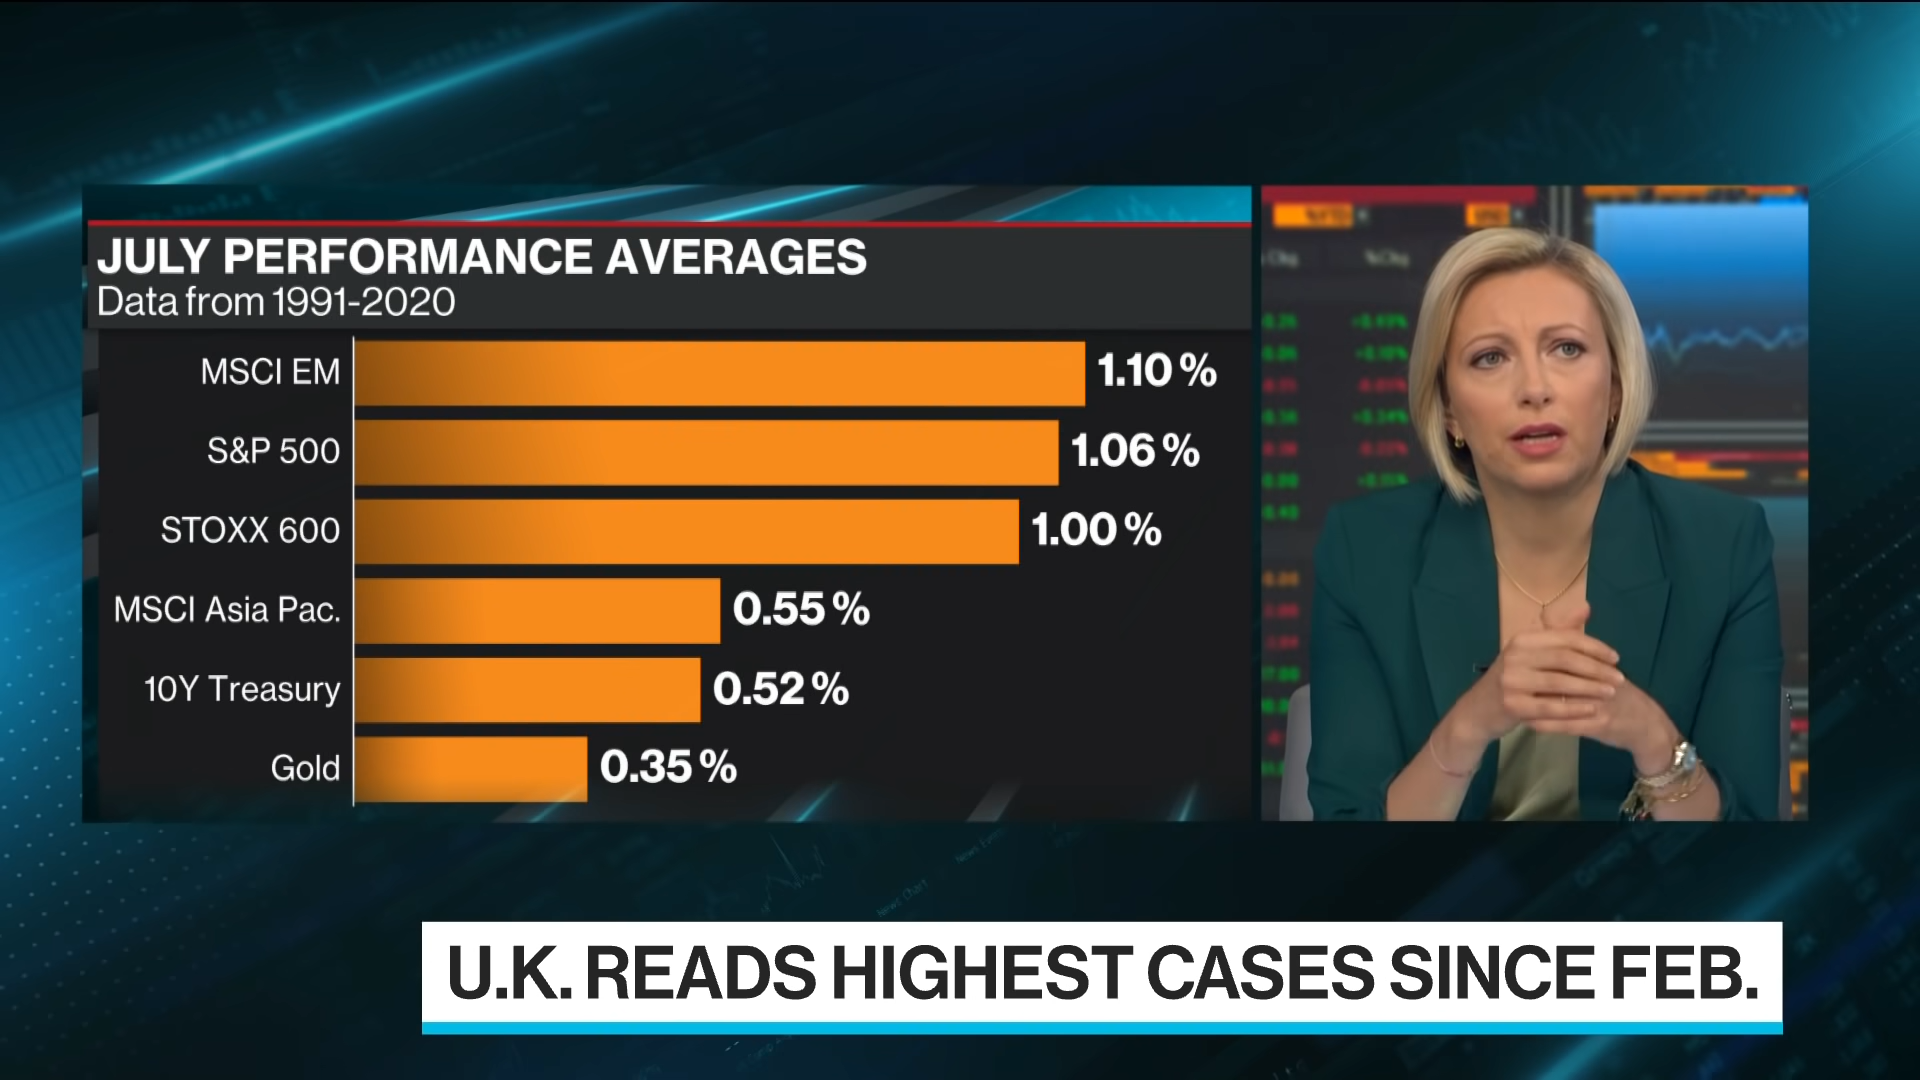 JULY PERFORMANCE AVERAGES
Data from 1991-2020
MSCI EM 1.10%
S&P 500 1.06%
STOXX 600 1.00%
MSCI Asia Pac. 0.55%
10Y Treasury 0.52%
Gold 0.35%
U.K. READS HIGHEST CASES SINCE FEB.